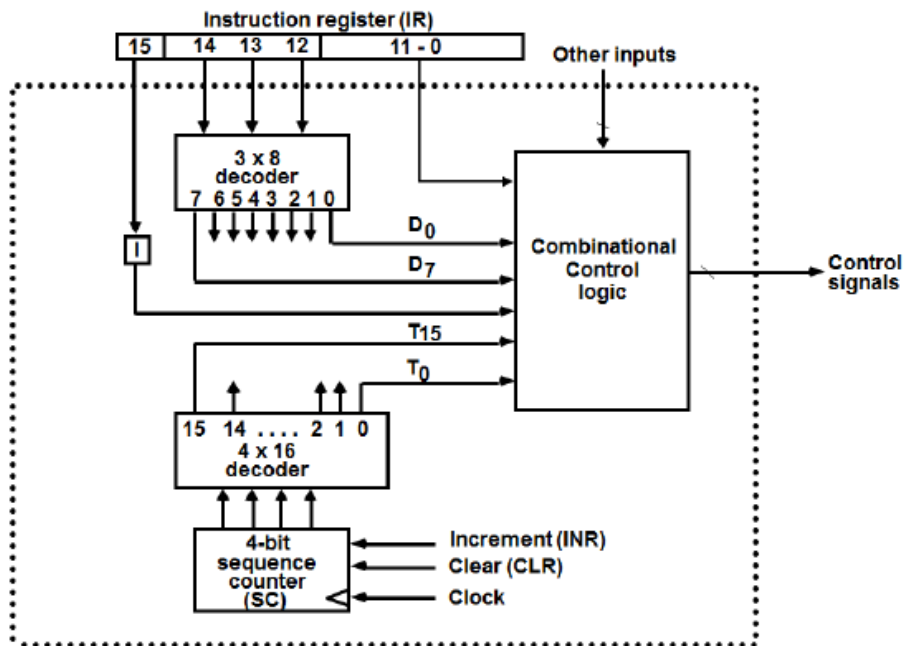 Instruction register (IR)
15 14 13 12 11 - 0
Other inputs
3 x 8
decoder
7 6 5 4 3 2 1 0
D0
I
D7
Combinational
Control
logic
Control
signals
T15
T0
15 14 .... 2 1 0
4 x 16
decoder
4-bit
sequence
counter
(SC)
Increment (INR)
Clear (CLR)
Clock